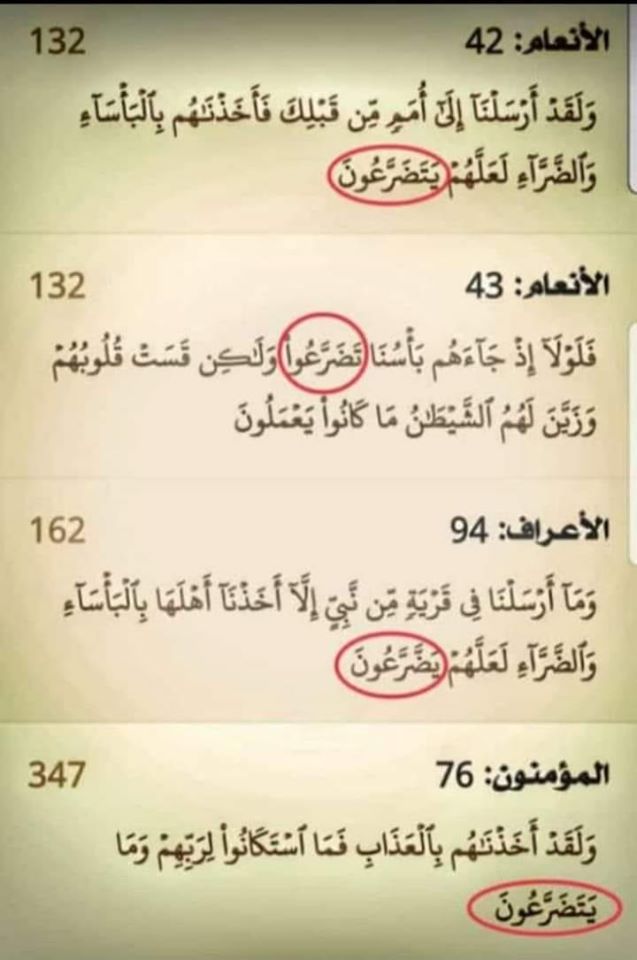 الأنعام: 42 132
وَلَقَدۡ أَرۡسَلۡنَآ إِلَىٰٓ أُمَمٖ مِّن قَبۡلِكَ فَأَخَذۡنَٰهُم بِٱلۡبَأۡسَآءِ
وَٱلضَّرَّآءِ لَعَلَّهُمۡ يَتَضَرَّعُونَ
الأنعام: 43 132
فَلَوۡلَآ إِذۡ جَآءَهُم بَأۡسُنَا تَضَرَّعُواْ وَلَٰكِن قَسَتۡ قُلُوبُهُمۡ
وَزَيَّنَ لَهُمُ ٱلشَّيۡطَٰنُ مَا كَانُواْ يَعۡمَلُونَ
الأعراف: 94 162
وَمَآ أَرۡسَلۡنَا فِي قَرۡيَةٖ مِّن نَّبِيٍّ إِلَّآ أَخَذۡنَآ أَهۡلَهَا بِٱلۡبَأۡسَآءِ
وَٱلضَّرَّآءِ لَعَلَّهُمۡ يَضَّرَّعُونَ
المؤمنون: 76 347
وَلَقَدۡ أَخَذۡنَٰهُم بِٱلۡعَذَابِ فَمَا ٱسۡتَكَانُواْ لِرَبِّهِمۡ وَمَا
يَتَضَرَّعُونَ